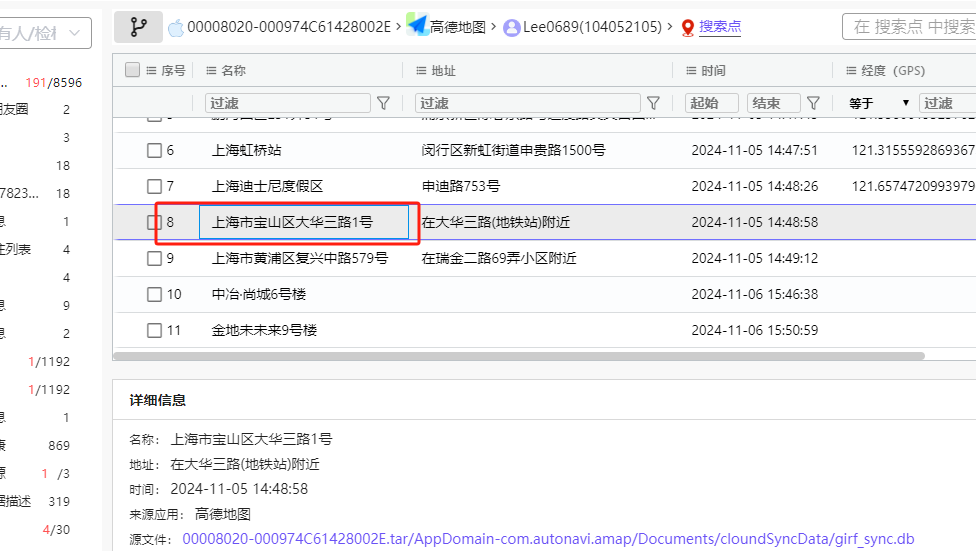 有人/检
00008020-000974C61428002E > 高德地图 > Lee0689(104052105) > 搜索点
在 搜索点 中搜索
.. 191/8596
朋友圈 2
3
18
7823... 18
息 1
注列表 4
4
息 9
息 2
1/1192
1/1192
息 1
康 869
源 1 /3
据描述 319
4/30
序号 名称 地址 时间 经度 (GPS)
过滤 过滤 起始 结束 等于 过滤
6 上海虹桥站 闵行区新虹街道申贵路1500号 2024-11-05 14:47:51 121.3155592869367
7 上海迪士尼度假区 申迪路753号 2024-11-05 14:48:26 121.6574720993979
8 上海市宝山区大华三路1号 在大华三路(地铁站)附近 2024-11-05 14:48:58
9 上海市黄浦区复兴中路579号 在瑞金二路69弄小区附近 2024-11-05 14:49:12
10 中冶·尚城6号楼 2024-11-06 15:46:38
11 金地未未来9号楼 2024-11-06 15:50:59
详细信息
名称： 上海市宝山区大华三路1号
地址： 在大华三路(地铁站)附近
时间： 2024-11-05 14:48:58
来源应用： 高德地图
源文件： 00008020-000974C61428002E.tar/AppDomain-com.autonavi.amap/Documents/cloundSyncData/girf_sync.db